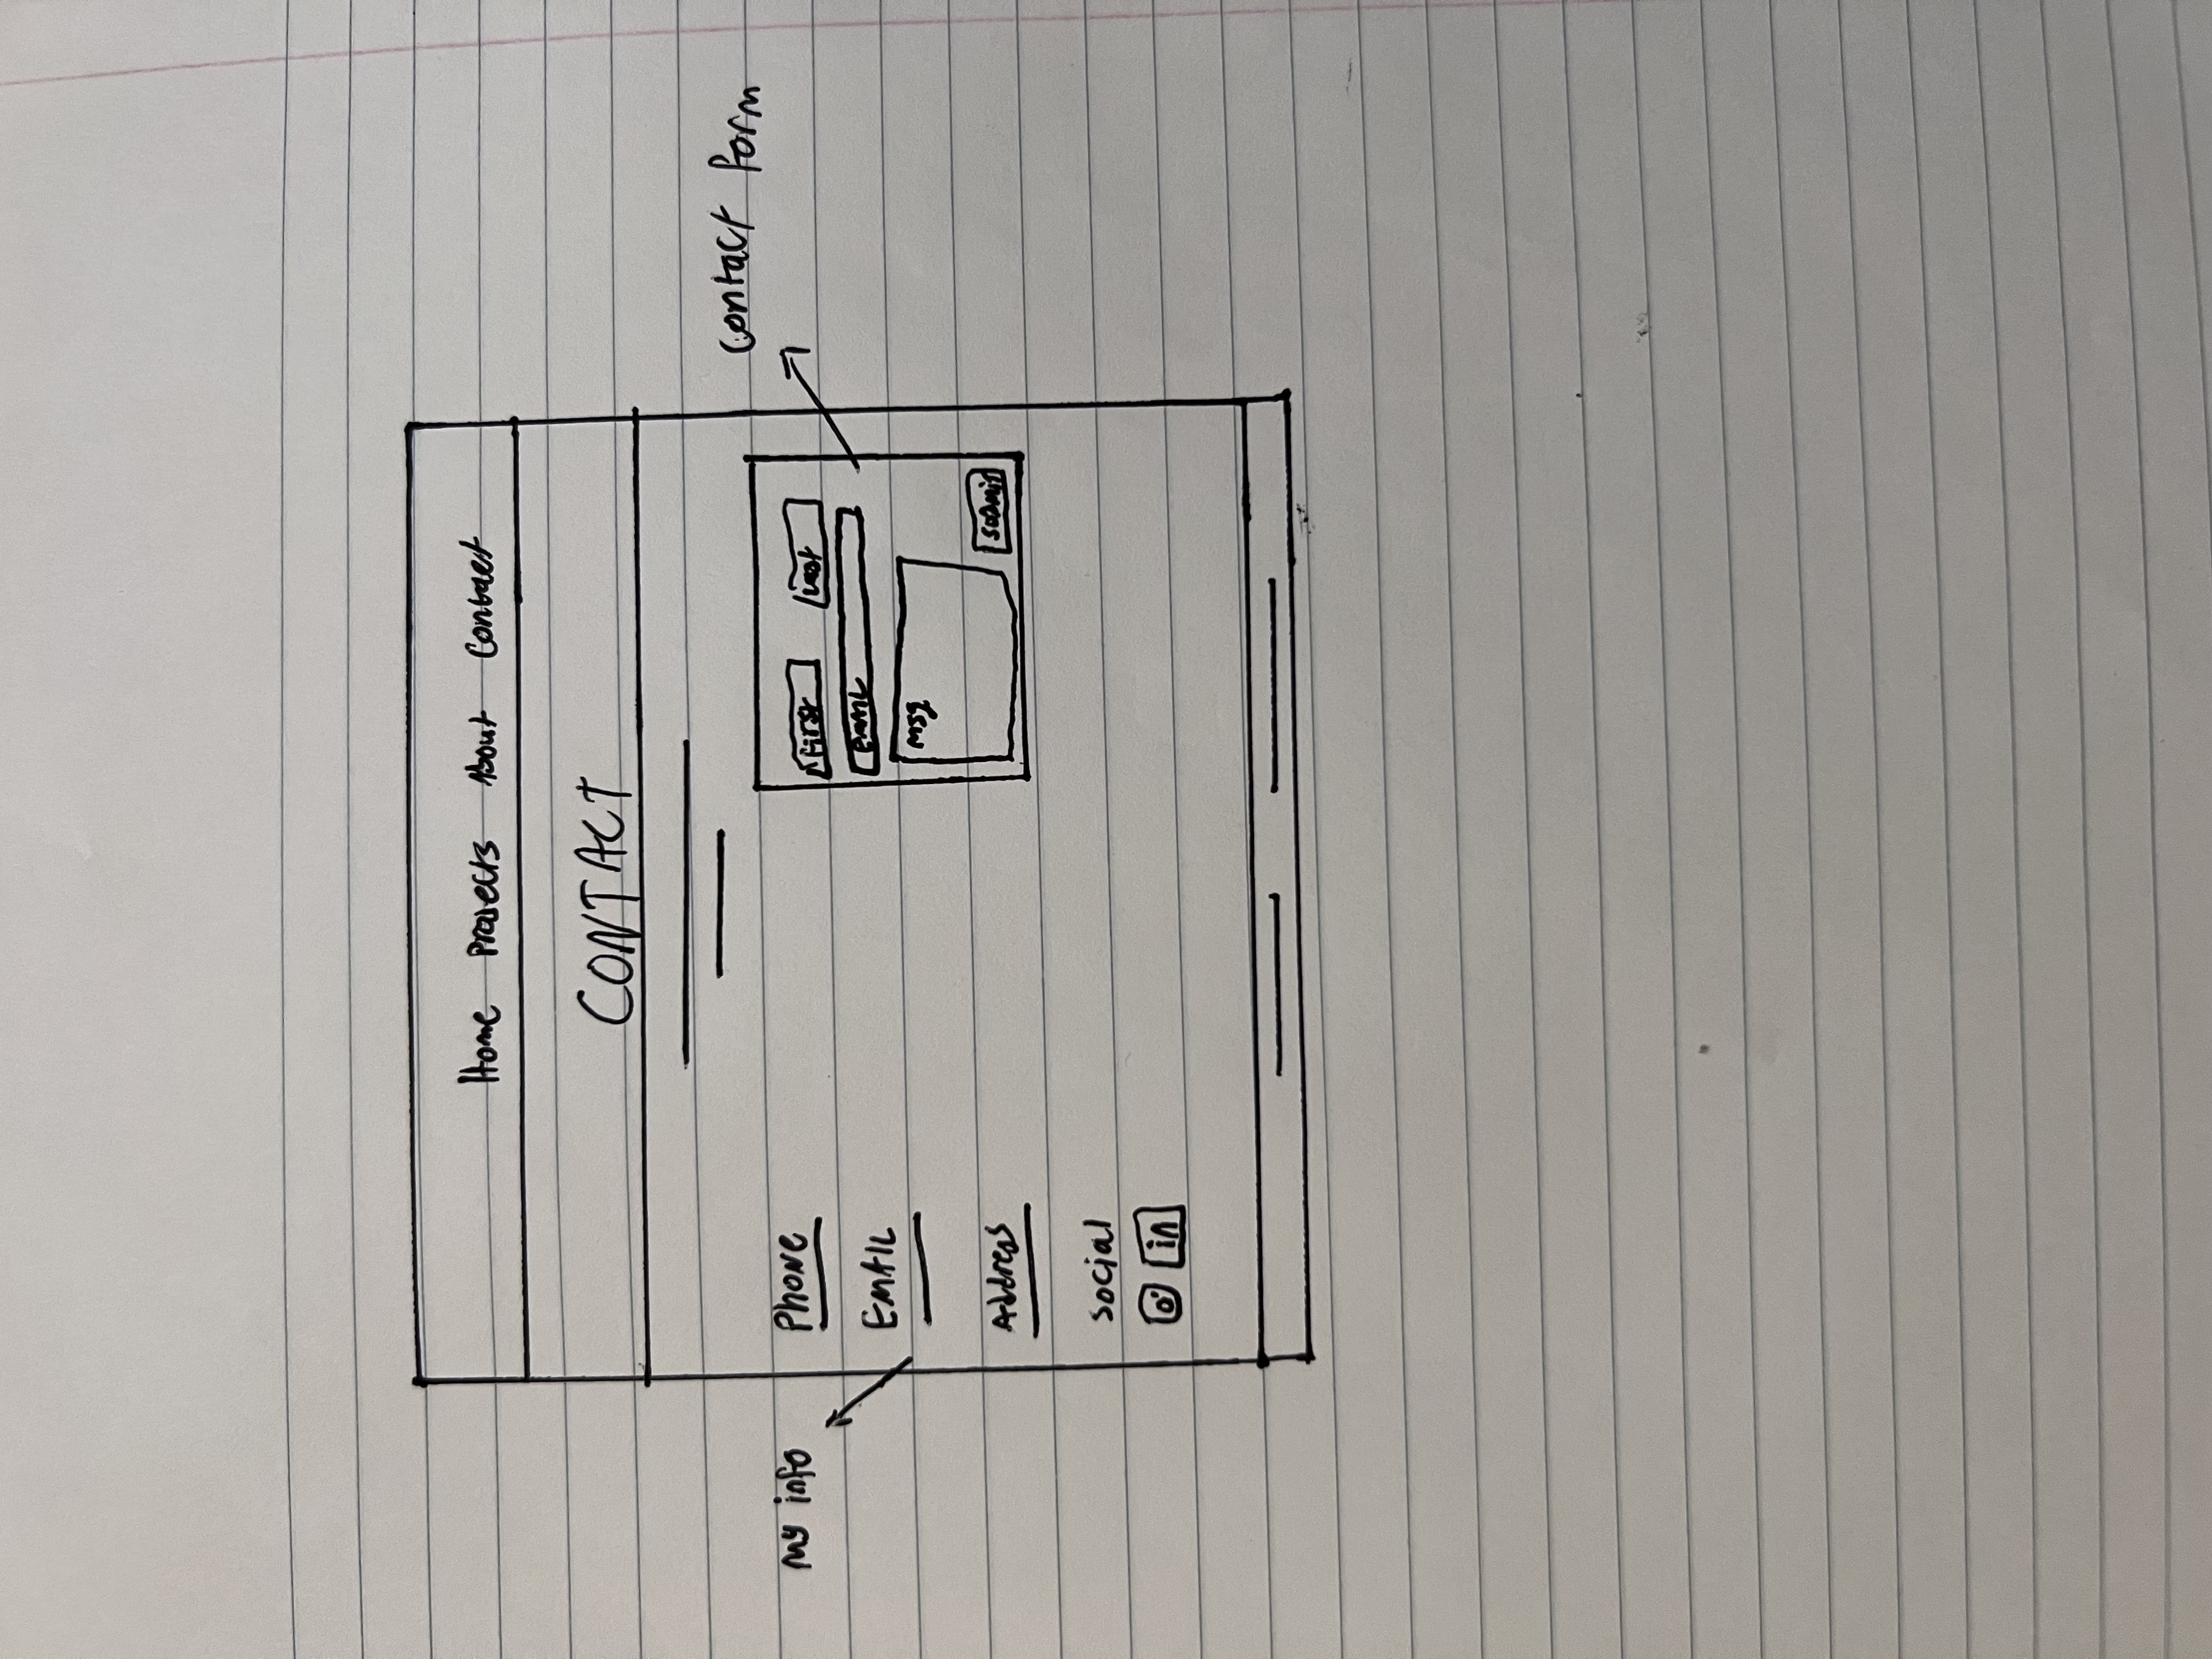 Home Projects About Contact
CONTACT
Contact Form
My info
Phone
First Last
Email
EMAIL
Msg
Address
Submit
Social
in